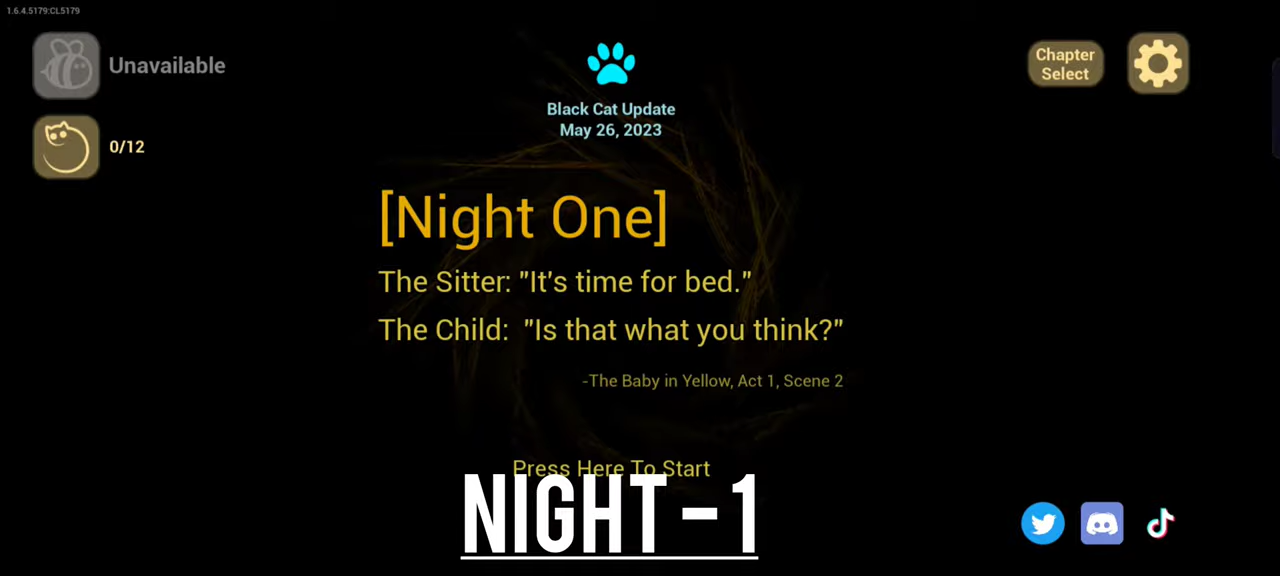 1.6.4.5179:CL5179
Unavailable
0/12
Black Cat Update
May 26, 2023
Chapter
Select
[Night One]
The Sitter: "It's time for bed."
The Child: "Is that what you think?"
-The Baby in Yellow, Act 1, Scene 2
Press Here To Start
NIGHT - 1